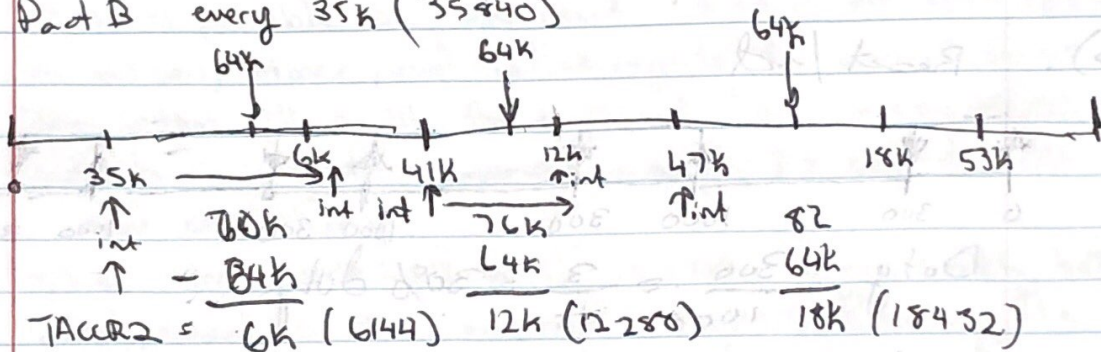 Part B every 35k (35840)
64k 64k 64k
35k 6k 41k 12k 47k 18k 53k
int int int int
int 70k 76k 82
- 64k 64k 64k
TACCR2 = 6k (6144) 12k (12288) 18k (18432)